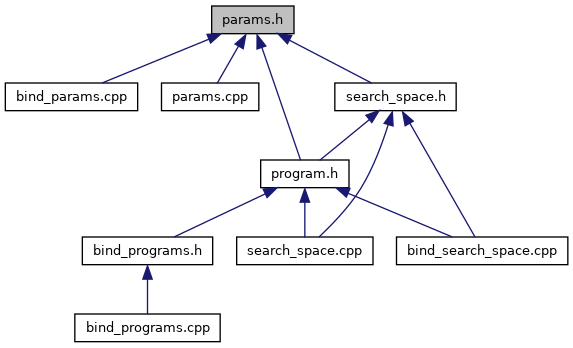 params.h
bind_params.cpp
params.cpp
search_space.h
program.h
bind_programs.h
search_space.cpp
bind_search_space.cpp
bind_programs.cpp